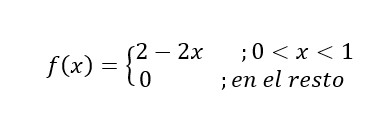 f(x) = {2 − 2x ; 0 < x < 1
0 ; en el resto